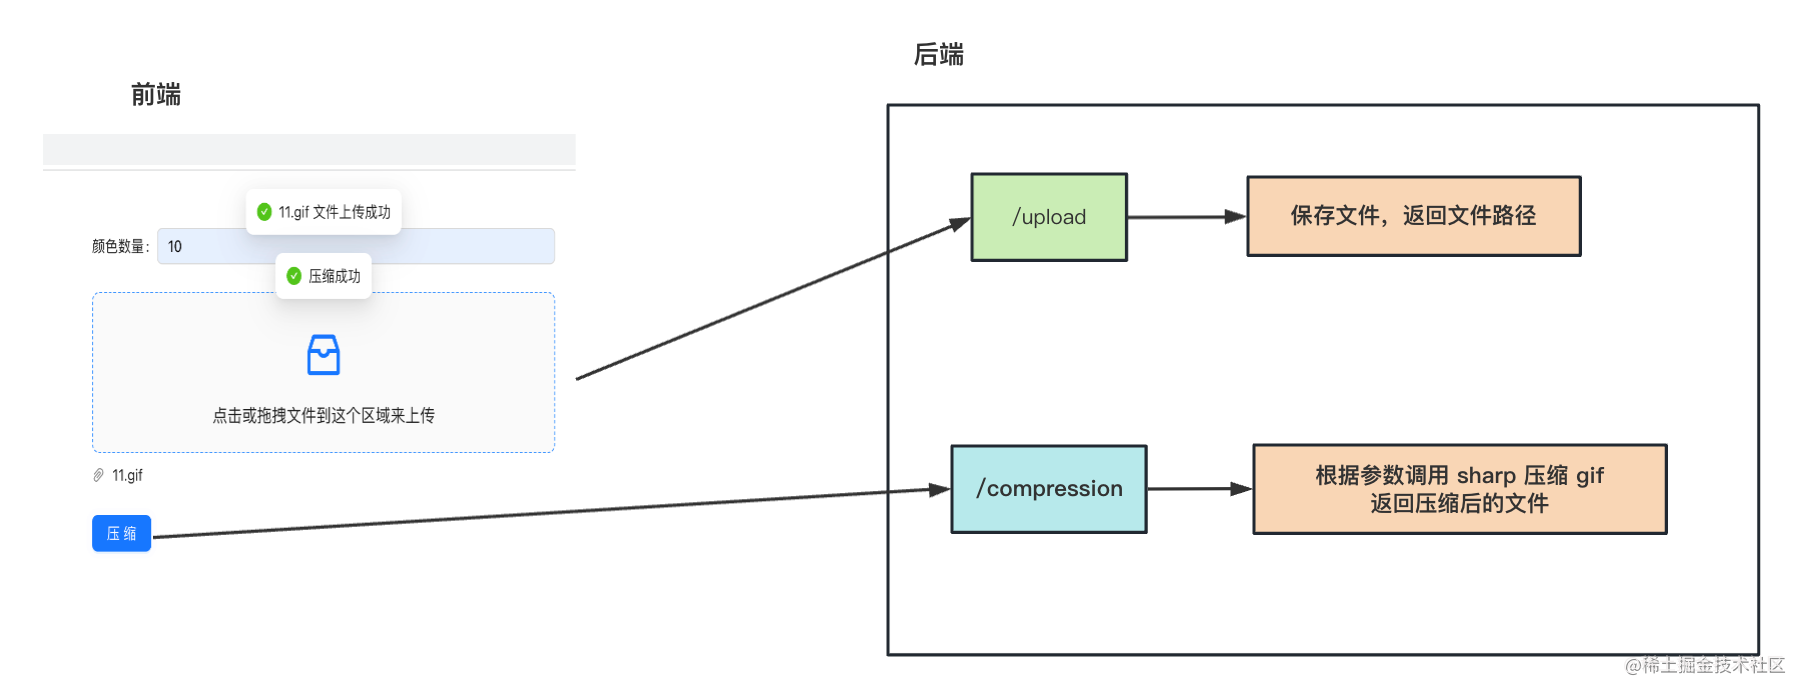 后端
前端
11.gif 文件上传成功
颜色数量：
10
压缩成功
点击或拖拽文件到这个区域来上传
11.gif
压 缩
/upload
保存文件，返回文件路径
/compression
根据参数调用 sharp 压缩 gif
返回压缩后的文件
@稀土掘金技术社区